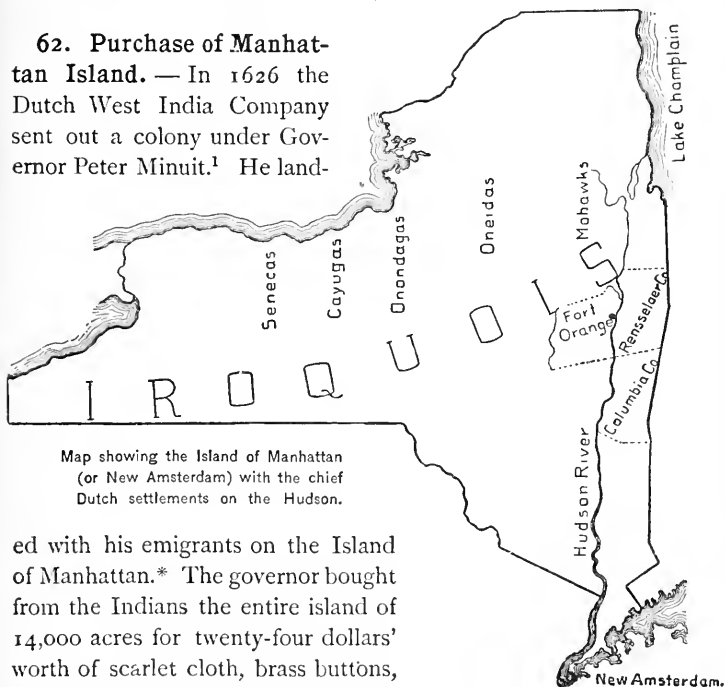 62. Purchase of Manhat-
tan Island. — In 1626 the
Dutch West India Company
sent out a colony under Gov-
ernor Peter Minuit.¹ He land-
Lake Champlain
Senecas
Cayugas
Onondagas
Oneidas
Mohawks
IROQUOIS
Fort
Orange
Rensselaer Co.
Columbia Co.
Hudson River
New Amsterdam.
Map showing the Island of Manhattan
(or New Amsterdam) with the chief
Dutch settlements on the Hudson.
ed with his emigrants on the Island
of Manhattan.* The governor bought
from the Indians the entire island of
14,000 acres for twenty-four dollars'
worth of scarlet cloth, brass buttons,